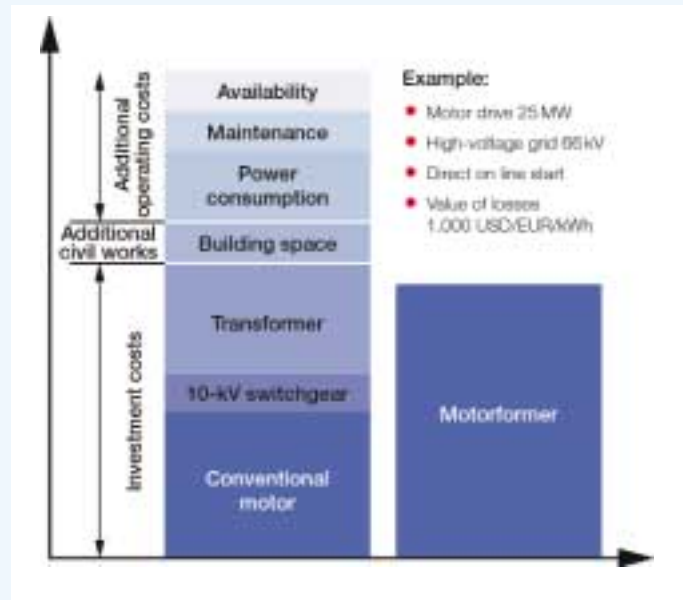 Additional
operating costs
Additional
civil works
Investment costs
Availability
Maintenance
Power
consumption
Building space
Transformer
10-kV switchgear
Conventional
motor
Example:
Motor drive 25 MW
High-voltage grid 66 kV
Direct on line start
Value of losses
1,000 USD/EUR/kWh
Motorformer